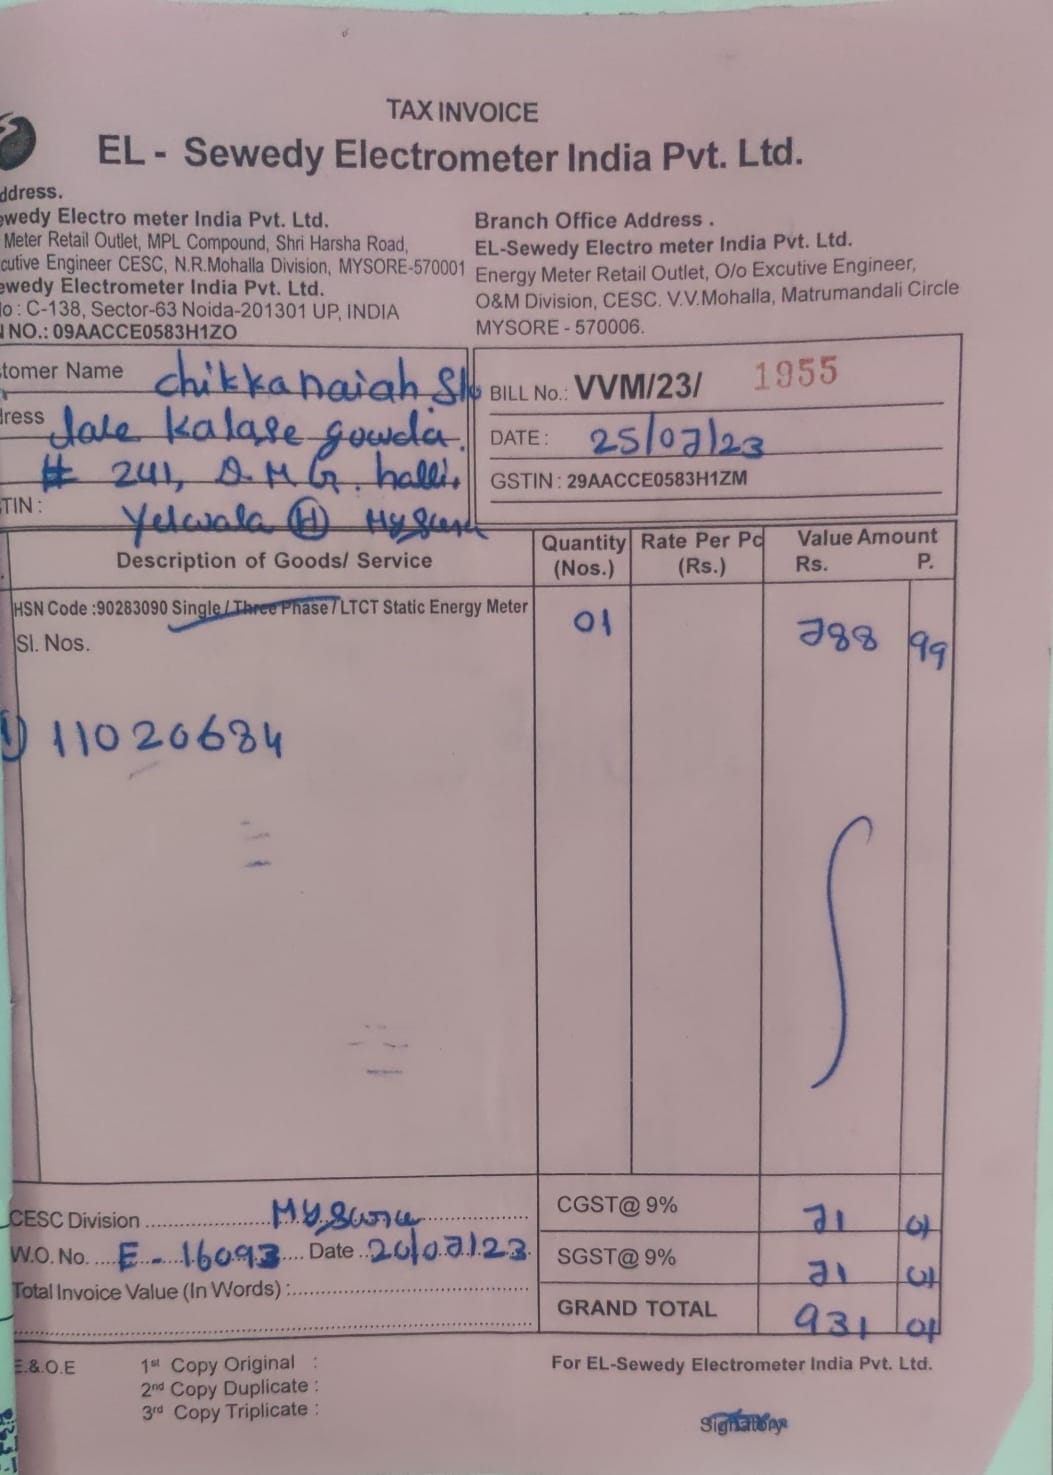 TAX INVOICE
EL - Sewedy Electrometer India Pvt. Ltd.
ddress.
wedy Electro meter India Pvt. Ltd.
Meter Retail Outlet, MPL Compound, Shri Harsha Road,
cutive Engineer CESC, N.R.Mohalla Division, MYSORE-570001
ewedy Electrometer India Pvt. Ltd.
lo : C-138, Sector-63 Noida-201301 UP, INDIA
NO.: 09AACCE0583H1ZO
Branch Office Address .
EL-Sewedy Electro meter India Pvt. Ltd.
Energy Meter Retail Outlet, O/o Excutive Engineer,
O&M Division, CESC. V.V.Mohalla, Matrumandali Circle
MYSORE - 570006.
tomer Name chikkanaiah S/o
ress late kalase gowda.
# 241, D.M.G. halli,
TIN :
Yelwala (H) Mysure
BILL No.: VVM/23/ 1955
DATE : 25/07/23
GSTIN : 29AACCE0583H1ZM
Description of Goods/ Service Quantity (Nos.) Rate Per Pc (Rs.) Value Amount Rs. P.
HSN Code :90283090 Single / Three Phase / LTCT Static Energy Meter 01 788 99
Sl. Nos.
1) 11020684
CESC Division Mysure CGST@ 9% 71 01
W.O. No. E - 16093 Date 20/07/23 SGST@ 9% 71 01
Total Invoice Value (In Words) :
GRAND TOTAL 931 01
E.&.O.E 1st Copy Original :
2nd Copy Duplicate :
3rd Copy Triplicate :
For EL-Sewedy Electrometer India Pvt. Ltd.
Signatory